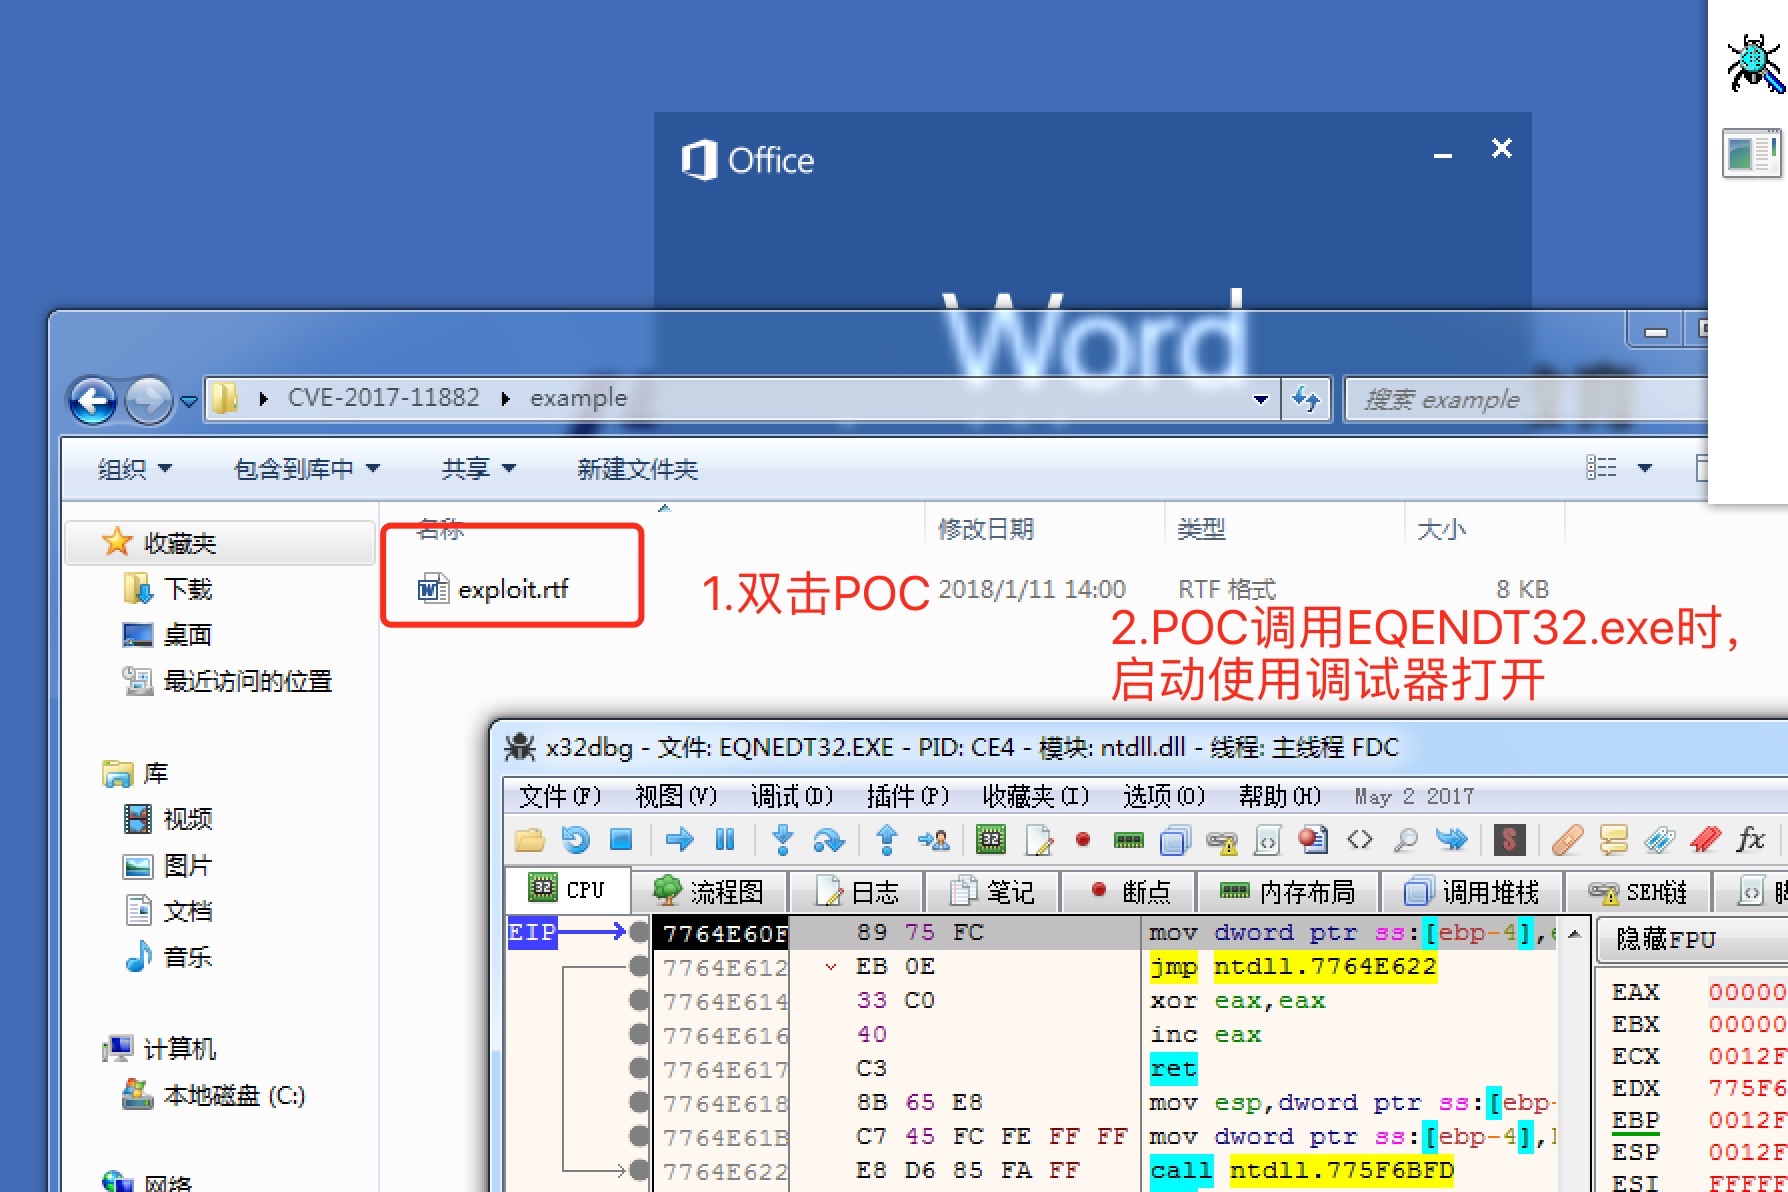 Office
Word
CVE-2017-11882
example
搜索 example
组织
包含到库中
共享
新建文件夹
名称
修改日期
类型
大小
收藏夹
下载
桌面
最近访问的位置
exploit.rtf
2018/1/11 14:00
RTF 格式
8 KB
1.双击POC
2.POC调用EQENDT32.exe时,
启动使用调试器打开
库
视频
图片
文档
音乐
计算机
本地磁盘 (C:)
网络
x32dbg - 文件: EQNEDT32.EXE - PID: CE4 - 模块: ntdll.dll - 线程: 主线程 FDC
文件(F) 视图(V) 调试(D) 插件(P) 收藏夹(I) 选项(O) 帮助(H) May 2 2017
CPU 流程图 日志 笔记 断点 内存布局 调用堆栈 SEH链
EIP 7764E60F 89 75 FC mov dword ptr ss:[ebp-4],
7764E612 EB 0E jmp ntdll.7764E622
7764E614 33 C0 xor eax,eax
7764E616 40 inc eax
7764E617 C3 ret
7764E618 8B 65 E8 mov esp,dword ptr ss:[ebp-
7764E61B C7 45 FC FE FF FF mov dword ptr ss:[ebp-4],
7764E622 E8 D6 85 FA FF call ntdll.775F6BFD
隐藏FPU
EAX 00000
EBX 00000
ECX 0012F
EDX 775F6
EBP 0012F
ESP 0012F
ESI FFFFF